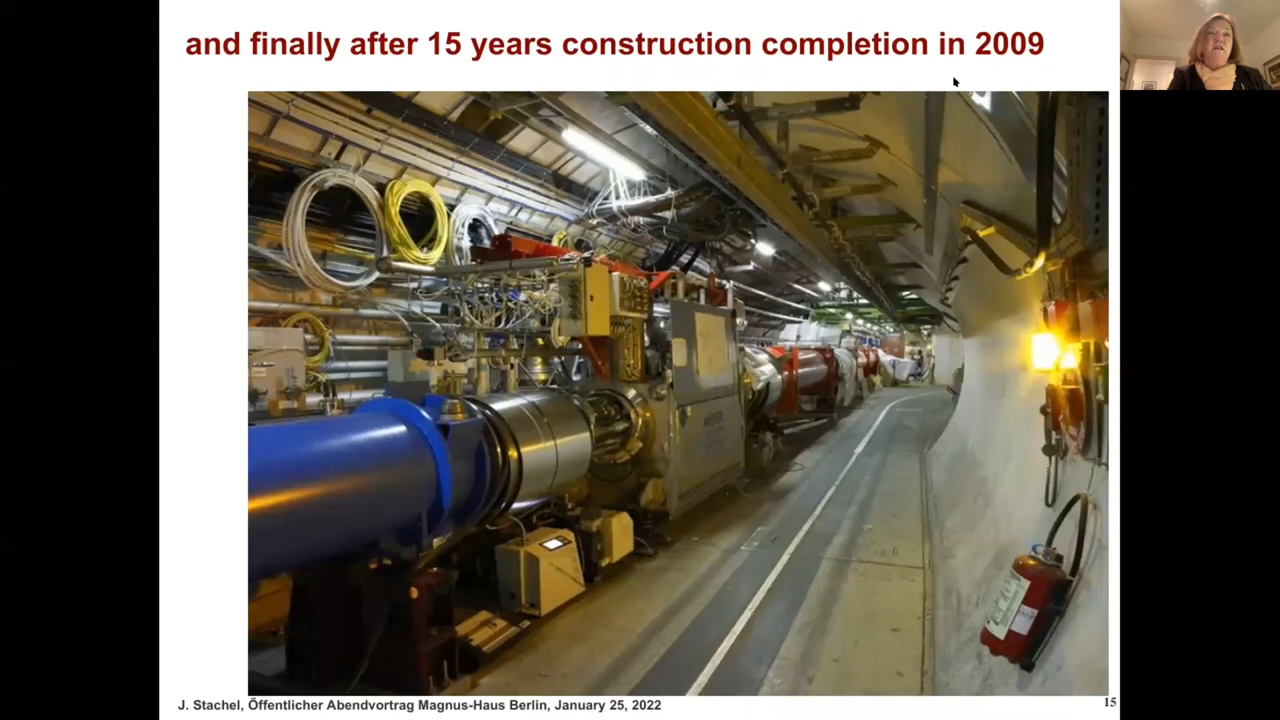 and finally after 15 years construction completion in 2009
J. Stachel, Öffentlicher Abendvortrag Magnus-Haus Berlin, January 25, 2022
15